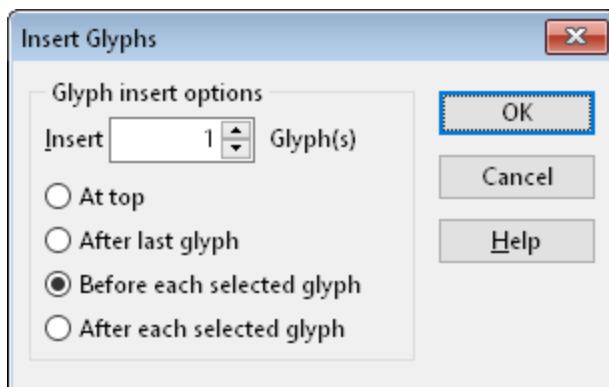 Insert Glyphs
Glyph insert options
Insert 1 Glyph(s)
At top
After last glyph
Before each selected glyph
After each selected glyph
OK
Cancel
Help